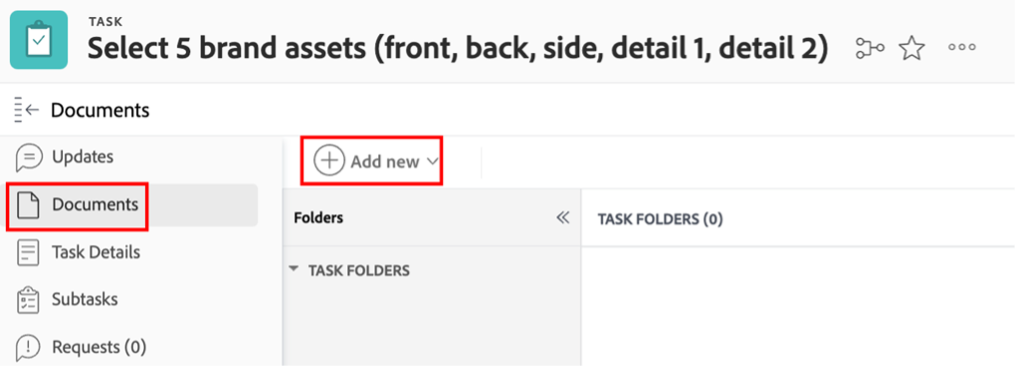 TASK
Select 5 brand assets (front, back, side, detail 1, detail 2)
Documents
Updates
Add new
Documents
Folders
TASK FOLDERS (0)
Task Details
TASK FOLDERS
Subtasks
Requests (0)